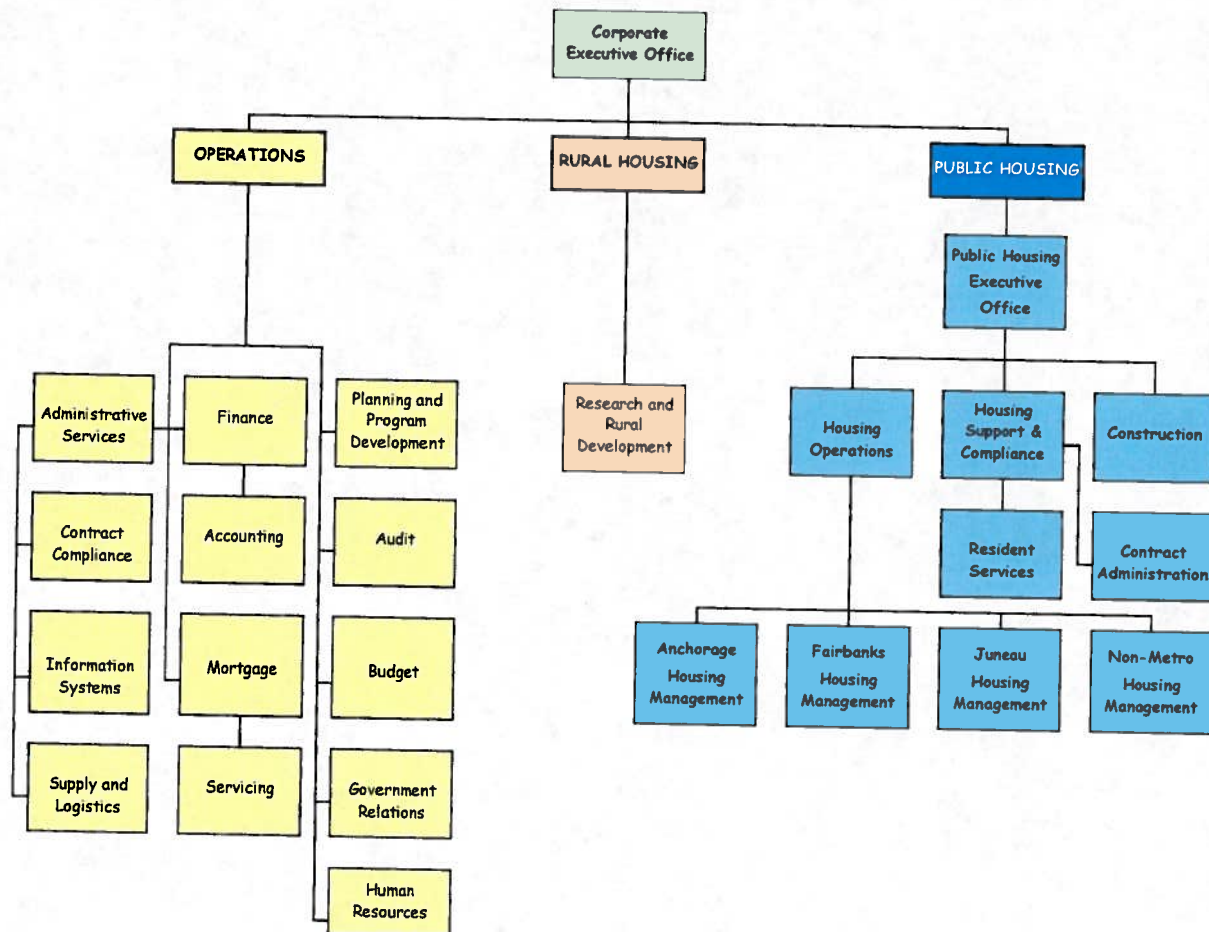 Corporate
Executive Office
OPERATIONS
RURAL HOUSING
PUBLIC HOUSING
Public Housing
Executive
Office
Administrative
Services
Finance
Planning and
Program
Development
Research and
Rural
Development
Housing
Operations
Housing
Support &
Compliance
Construction
Contract
Compliance
Accounting
Audit
Resident
Services
Contract
Administration
Information
Systems
Mortgage
Budget
Anchorage
Housing
Management
Fairbanks
Housing
Management
Juneau
Housing
Management
Non-Metro
Housing
Management
Supply and
Logistics
Servicing
Government
Relations
Human
Resources